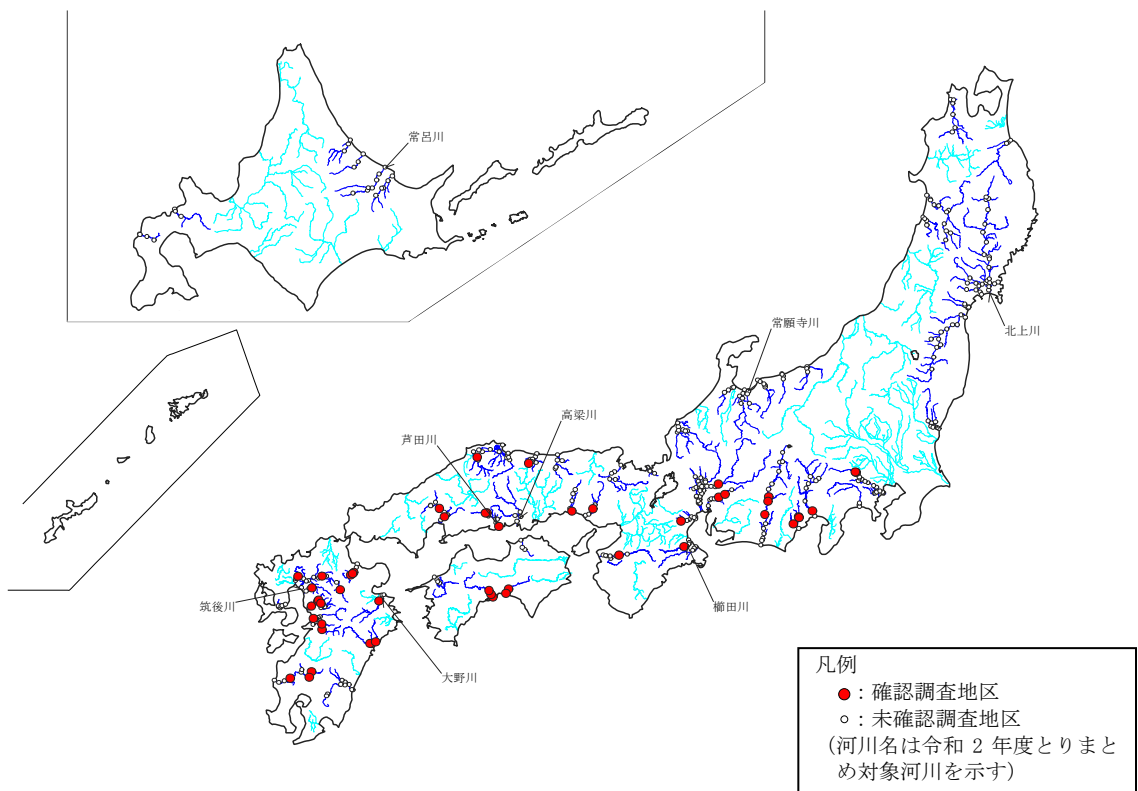 常呂川
北上川
常願寺川
高梁川
芦田川
筑後川
櫛田川
大野川
凡例
：確認調査地区
：未確認調査地区
(河川名は令和 2 年度とりまと
め対象河川を示す)